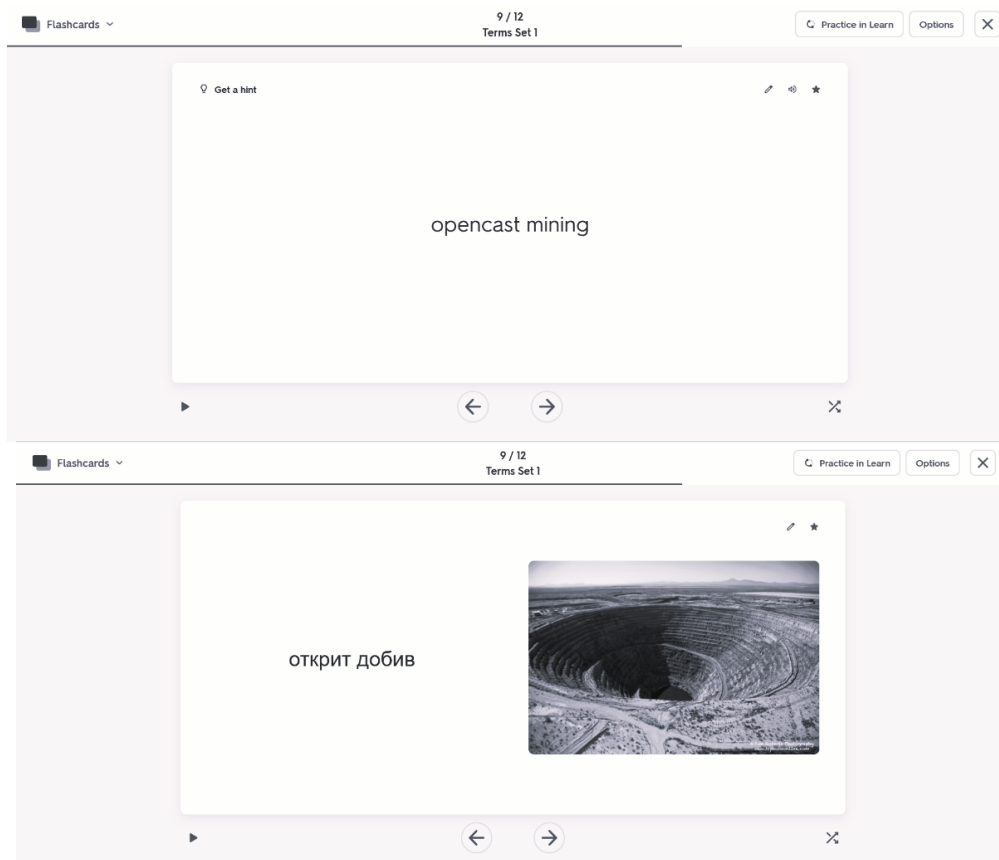 Flashcards
9 / 12
Terms Set 1
Practice in Learn
Options
Get a hint
opencast mining
Flashcards
9 / 12
Terms Set 1
Practice in Learn
Options
открит добив